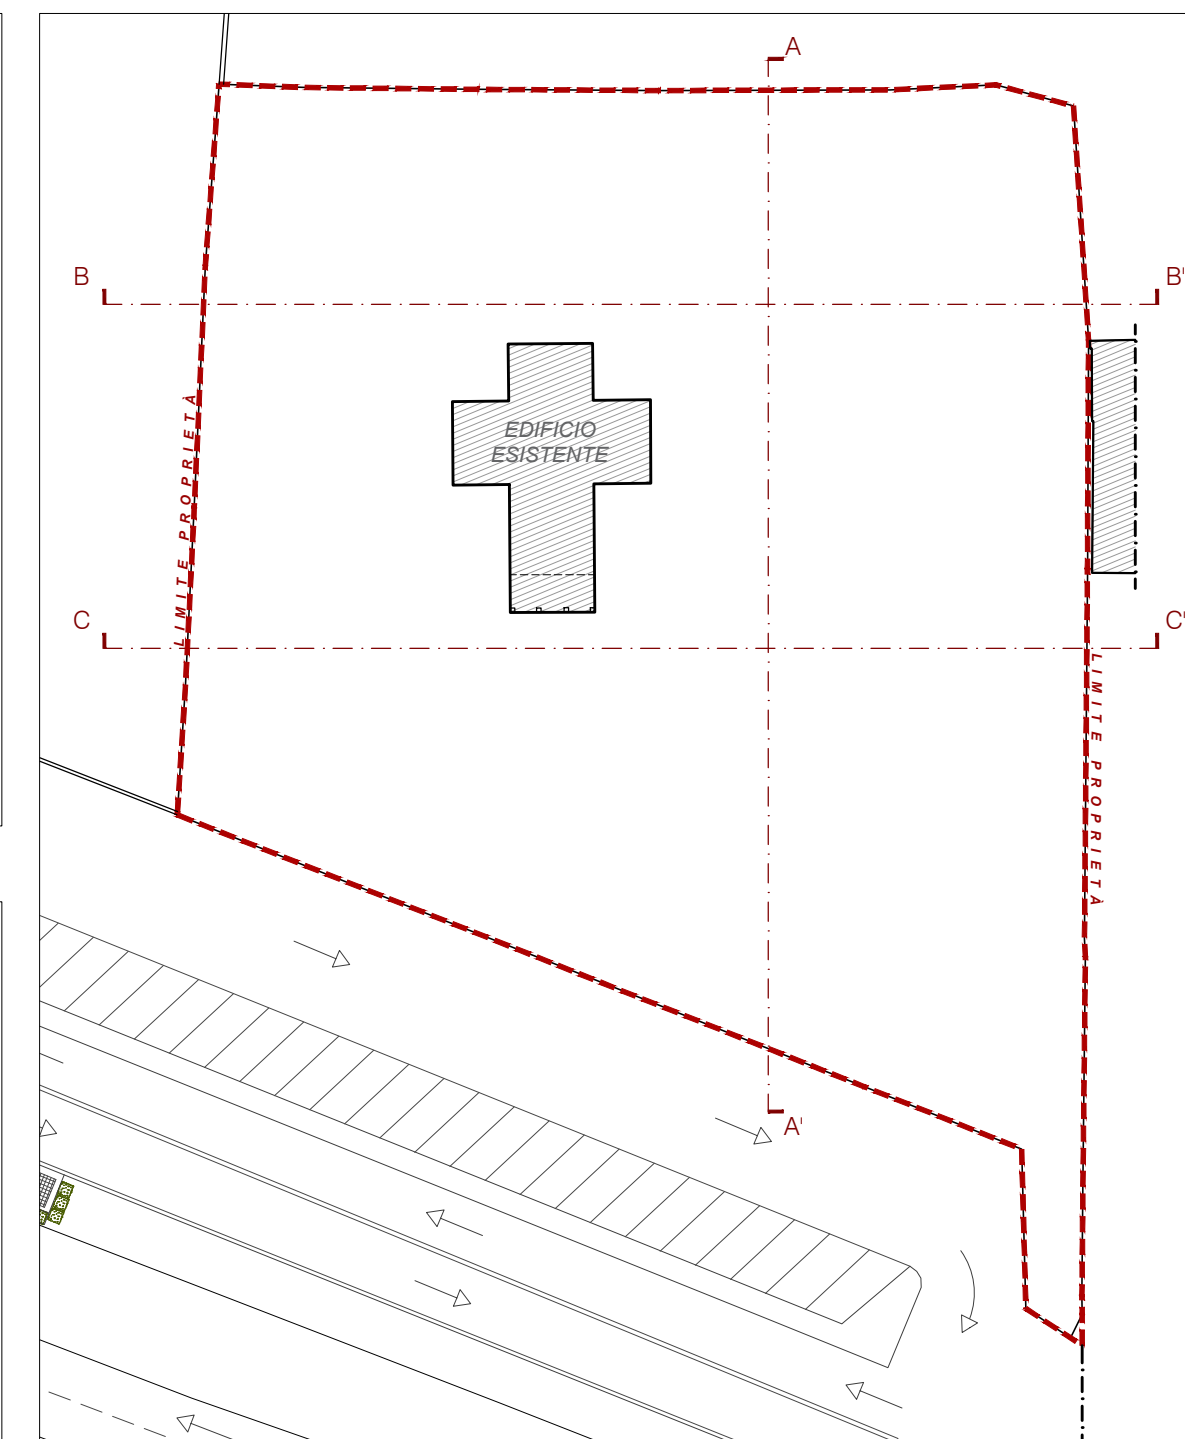 A
B
B'
EDIFICIO
ESISTENTE
LIMITE PROPRIETÀ
C
C'
LIMITE PROPRIETÀ
A'